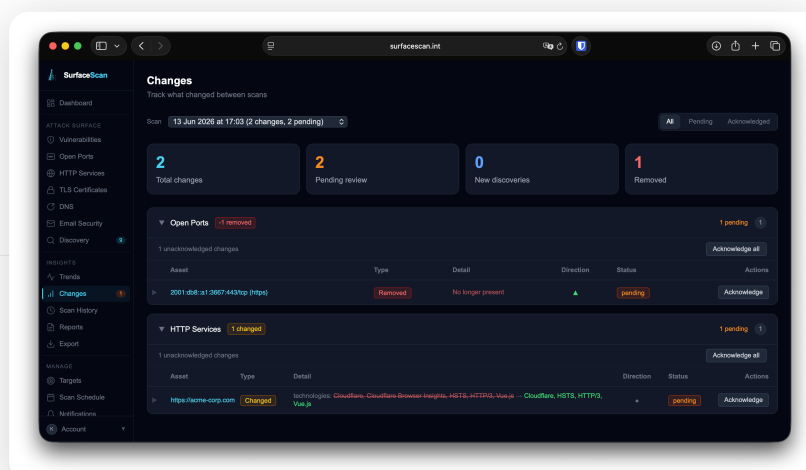 surfacescan.int
SurfaceScan
Dashboard
ATTACK SURFACE
Vulnerabilities
Open Ports
HTTP Services
TLS Certificates
DNS
Email Security
Discovery 9
INSIGHTS
Trends
Changes 1
Scan History
Reports
Export
MANAGE
Targets
Scan Schedule
Notifications
K Account
Changes
Track what changed between scans
Scan 13 Jun 2026 at 17:03 (2 changes, 2 pending)
All Pending Acknowledged
2
Total changes
2
Pending review
0
New discoveries
1
Removed
Open Ports -1 removed 1 pending 1
1 unacknowledged changes Acknowledge all
Asset Type Detail Direction Status Actions
2001:db8::a1:3667:443/tcp (https) Removed No longer present ▲ pending Acknowledge
HTTP Services 1 changed 1 pending 1
1 unacknowledged changes Acknowledge all
Asset Type Detail Direction Status Actions
https://acme-corp.com Changed technologies: Cloudflare, Cloudflare Browser Insights, HSTS, HTTP/3, Vue.js → Cloudflare, HSTS, HTTP/3,
Vue.js
pending Acknowledge